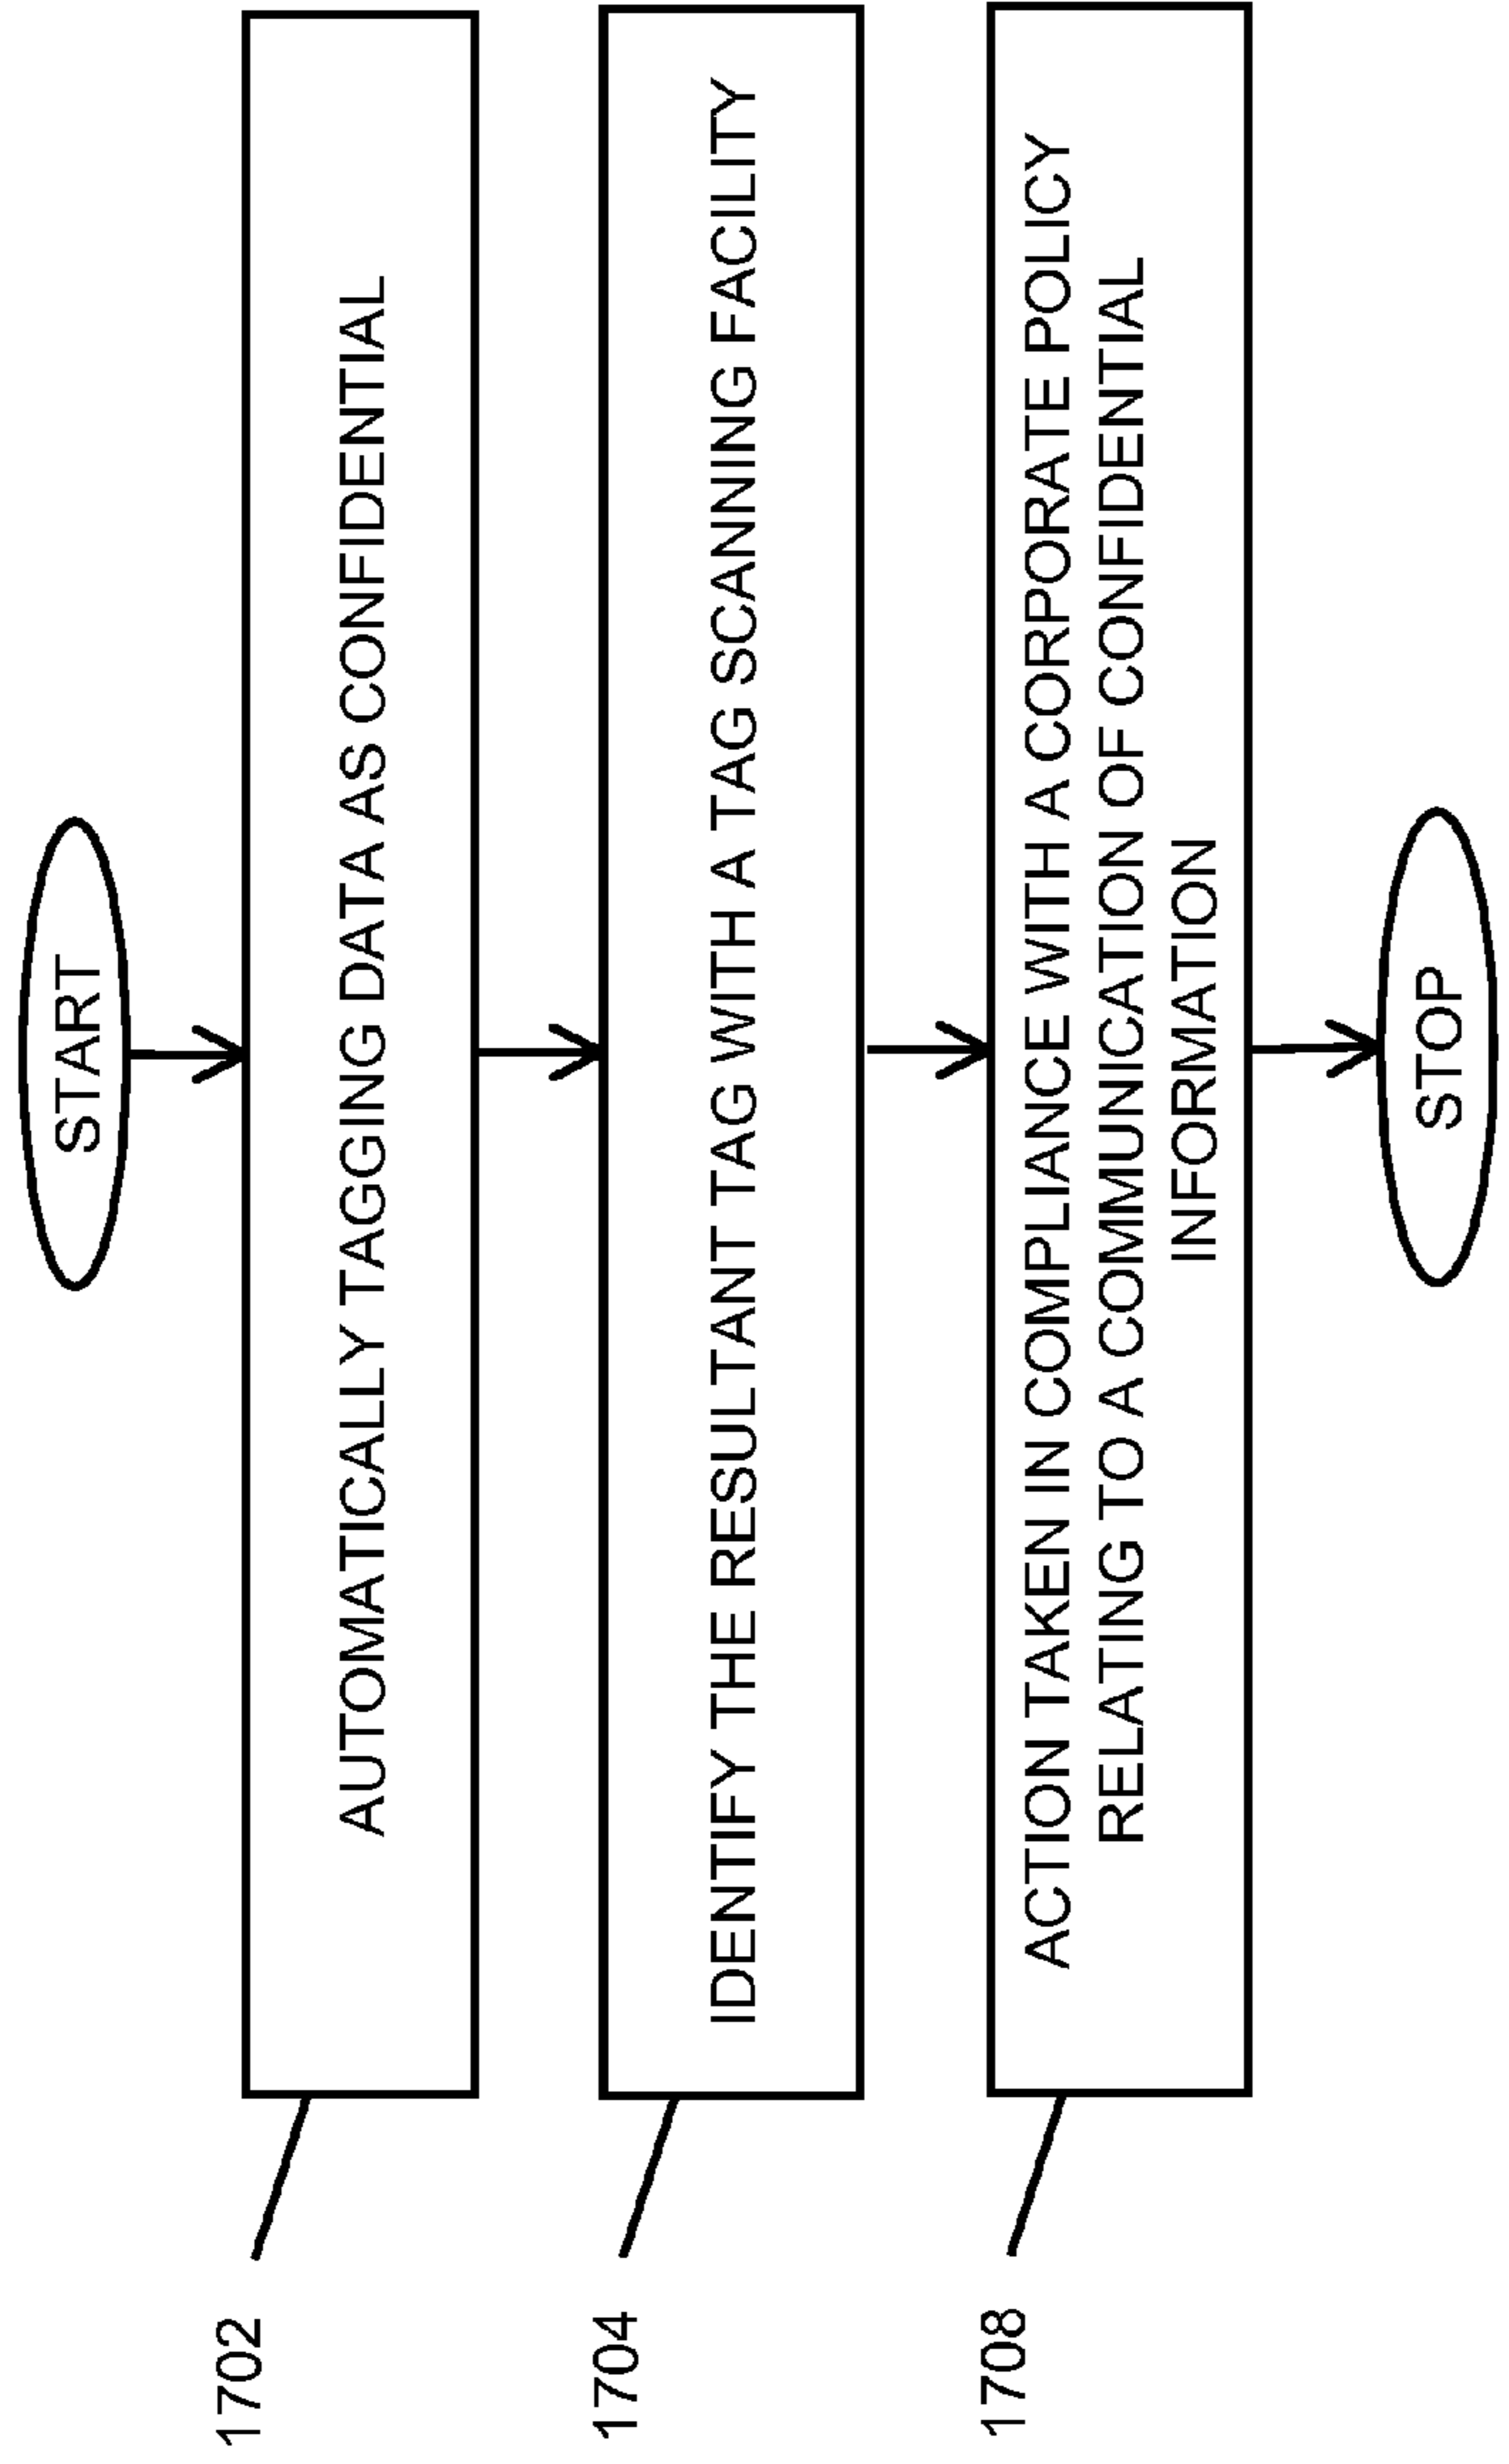 START
AUTOMATICALLY TAGGING DATA AS CONFIDENTIAL
1702
IDENTIFY THE RESULTANT TAG WITH A TAG SCANNING FACILITY
1704
ACTION TAKEN IN COMPLIANCE WITH A CORPORATE POLICY
RELATING TO A COMMUNICATION OF CONFIDENTIAL
INFORMATION
1708
STOP